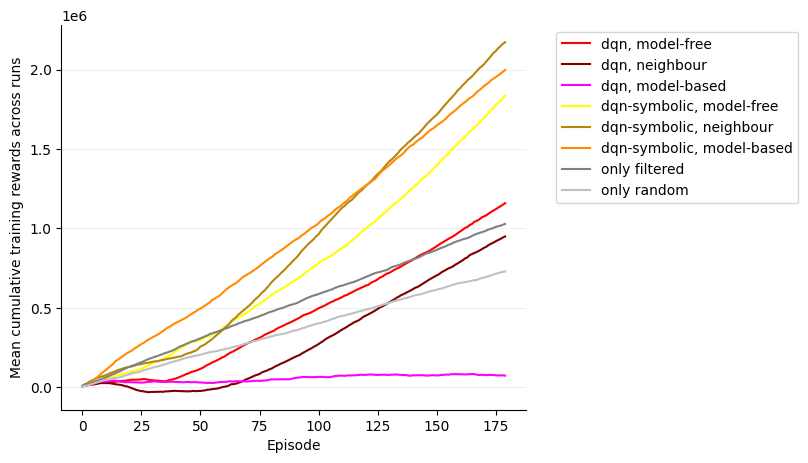 1e6
2.0
1.5
1.0
0.5
0.0
Mean cumulative training rewards across runs
0
25
50
75
100
125
150
175
Episode
dqn, model-free
dqn, neighbour
dqn, model-based
dqn-symbolic, model-free
dqn-symbolic, neighbour
dqn-symbolic, model-based
only filtered
only random